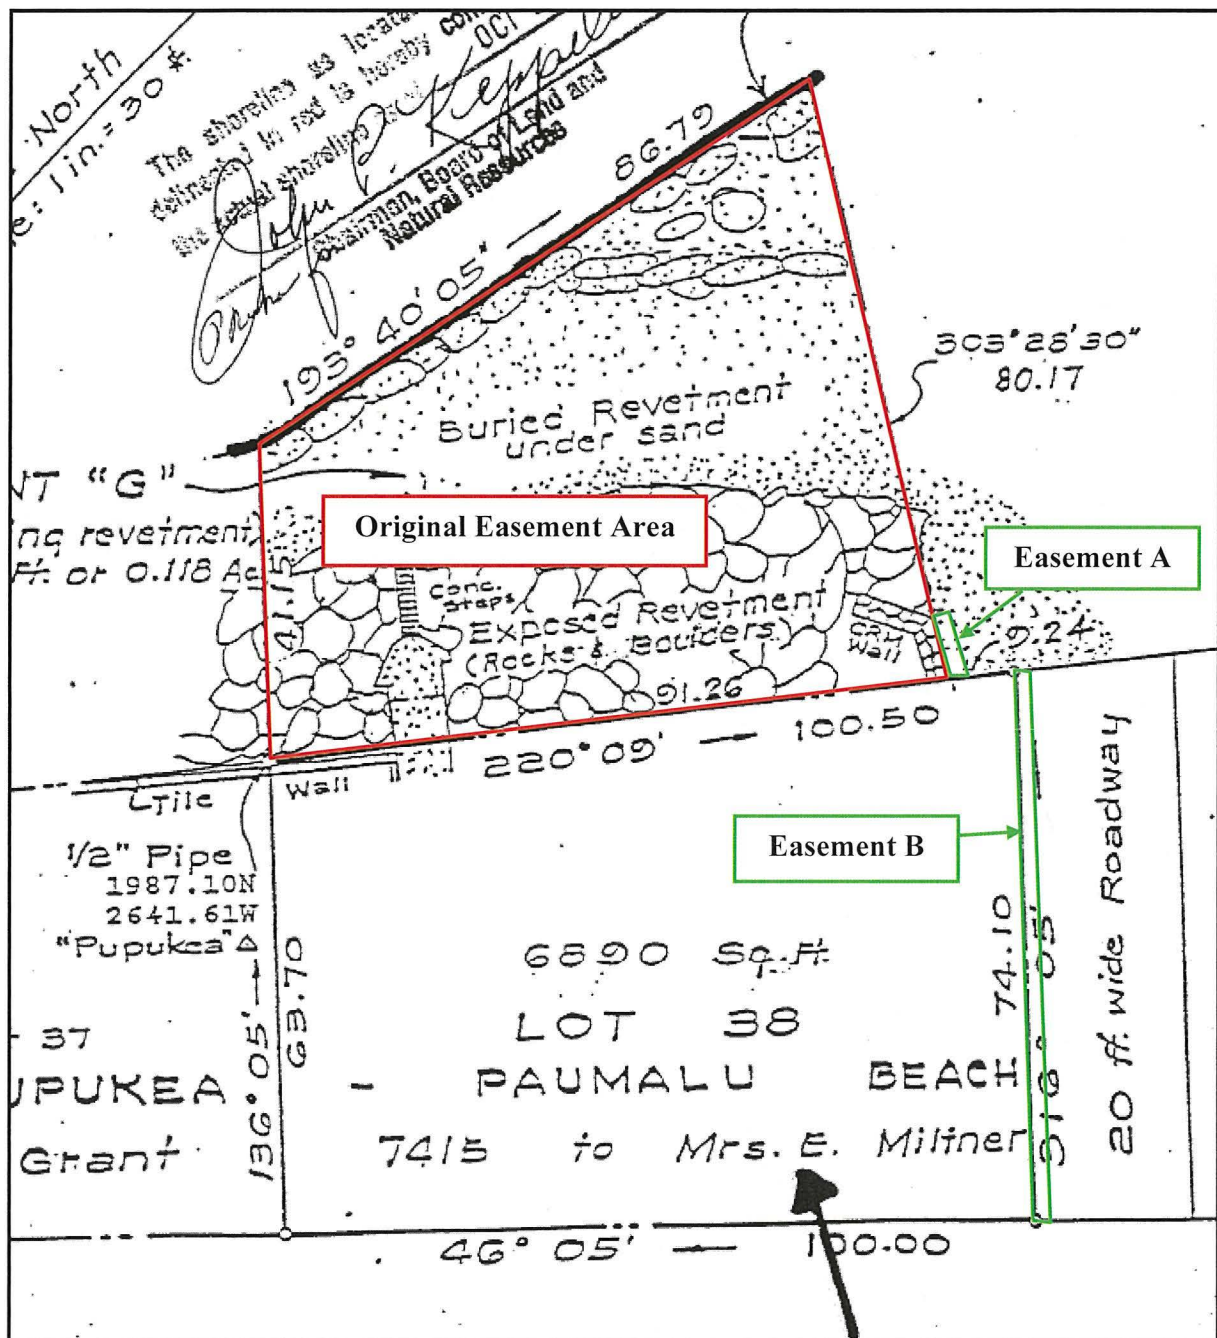 North
1 in. = 30 ft.
The shoreline as located
delineated in red is hereby
the actual shoreline
OCT
Chairman, Board of Land and
Natural Resources
86.79
193° 40' 05"
303° 28' 30"
80.17
Buried Revetment
under sand
NT "G"
ing revetment
Ft. or 0.118 Ac
Original Easement Area
Easement A
41.15
Conc.
Steps
Exposed Revetment
(Rocks & Boulders)
CRM
Wall
9.24
91.26
220° 09'
100.50
Tile
Wall
1/2" Pipe
1987.10N
2641.61W
"Pupukea"
Easement B
136° 05'
63.70
74.10
316° 05'
20 ft. wide Roadway
6890 Sq. Ft.
LOT 38
37
UPUKEA - PAUMALU BEACH
Grant 7415 to Mrs. E. Miltner
46° 05'
100.00